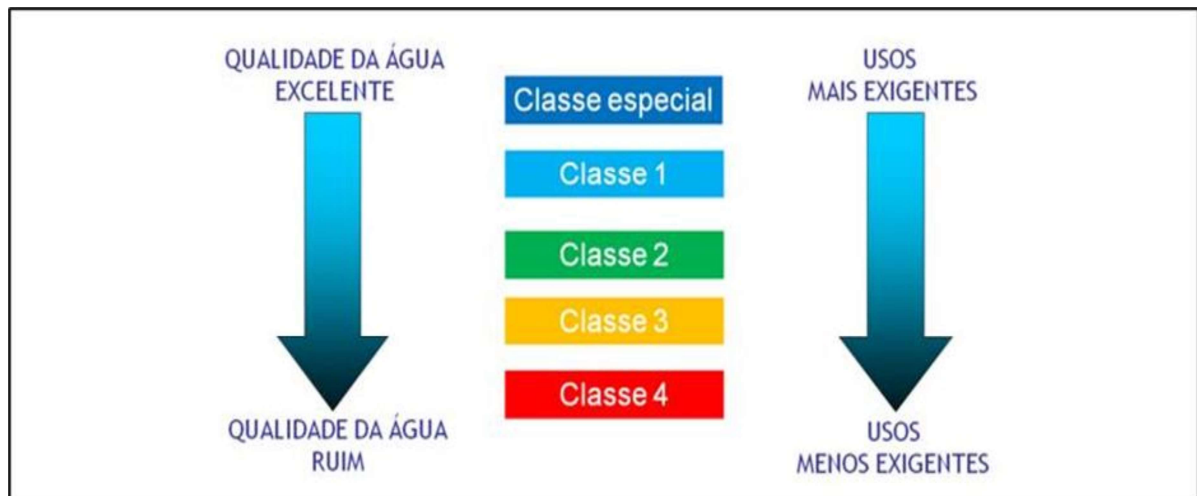 QUALIDADE DA ÁGUA
EXCELENTE
USOS
MAIS EXIGENTES
Classe especial
Classe 1
Classe 2
Classe 3
Classe 4
QUALIDADE DA ÁGUA
RUIM
USOS
MENOS EXIGENTES